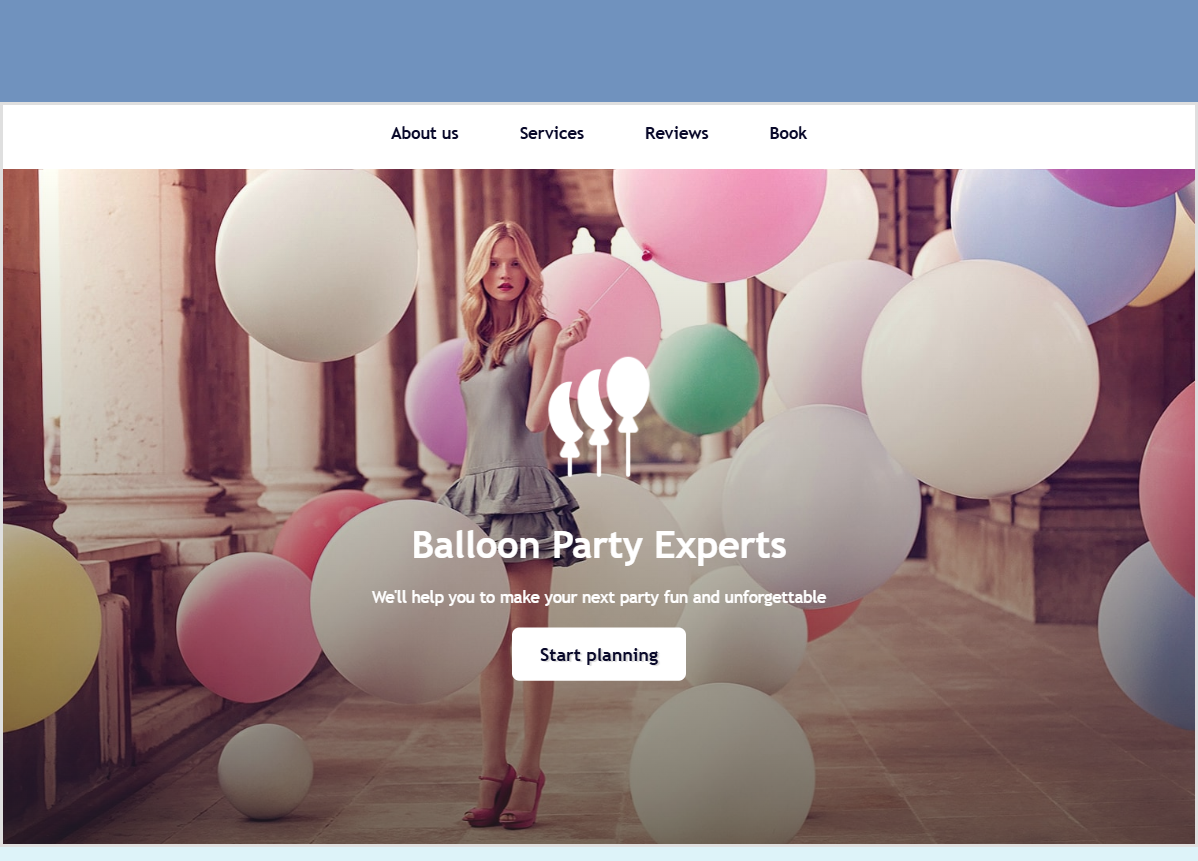 About us Services Reviews Book
Balloon Party Experts
We'll help you to make your next party fun and unforgettable
Start planning